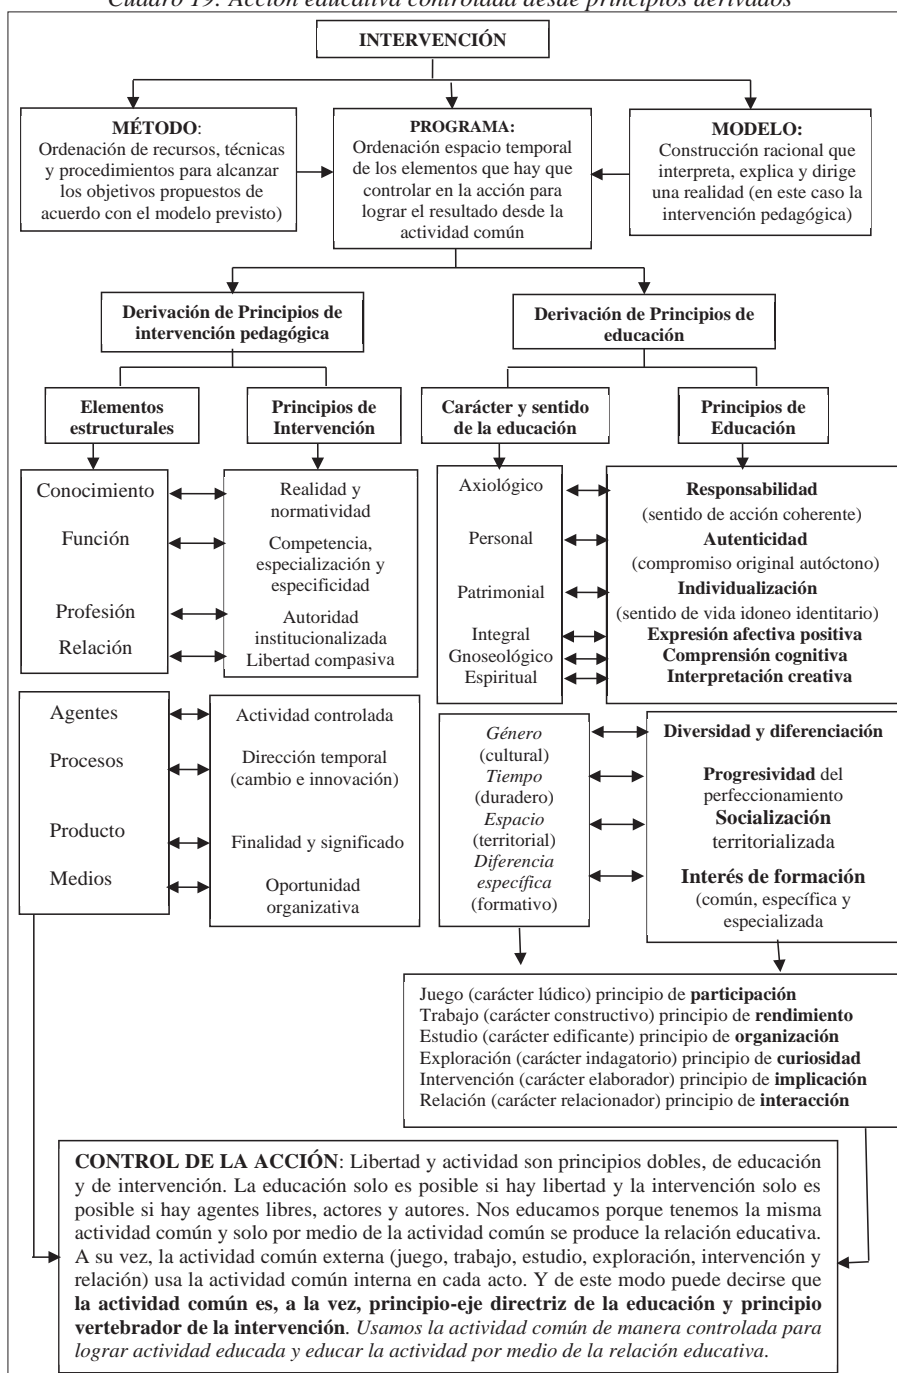 Cuadro 19: Acción educativa controlada desde principios derivados
INTERVENCIÓN
MÉTODO:
Ordenación de recursos, técnicas
y procedimientos para alcanzar
los objetivos propuestos de
acuerdo con el modelo previsto)
PROGRAMA:
Ordenación espacio temporal
de los elementos que hay que
controlar en la acción para
lograr el resultado desde la
actividad común
MODELO:
Construcción racional que
interpreta, explica y dirige
una realidad (en este caso la
intervención pedagógica)
Derivación de Principios de
intervención pedagógica
Derivación de Principios de
educación
Elementos
estructurales
Principios de
Intervención
Carácter y sentido
de la educación
Principios de
Educación
Conocimiento
Función
Profesión
Relación
Realidad y
normatividad
Competencia,
especialización y
especificidad
Autoridad
institucionalizada
Libertad compasiva
Axiológico
Personal
Patrimonial
Integral
Gnoseológico
Espiritual
Responsabilidad
(sentido de acción coherente)
Autenticidad
(compromiso original autóctono)
Individualización
(sentido de vida idoneo identitario)
Expresión afectiva positiva
Comprensión cognitiva
Interpretación creativa
Agentes
Procesos
Producto
Medios
Actividad controlada
Dirección temporal
(cambio e innovación)
Finalidad y significado
Oportunidad
organizativa
Género
(cultural)
Tiempo
(duradero)
Espacio
(territorial)
Diferencia
específica
(formativo)
Diversidad y diferenciación
Progresividad del
perfeccionamiento
Socialización
territorializada
Interés de formación
(común, específica y
especializada
Juego (carácter lúdico) principio de participación
Trabajo (carácter constructivo) principio de rendimiento
Estudio (carácter edificante) principio de organización
Exploración (carácter indagatorio) principio de curiosidad
Intervención (carácter elaborador) principio de implicación
Relación (carácter relacionador) principio de interacción
CONTROL DE LA ACCIÓN: Libertad y actividad son principios dobles, de educación
y de intervención. La educación solo es posible si hay libertad y la intervención solo es
posible si hay agentes libres, actores y autores. Nos educamos porque tenemos la misma
actividad común y solo por medio de la actividad común se produce la relación educativa.
A su vez, la actividad común externa (juego, trabajo, estudio, exploración, intervención y
relación) usa la actividad común interna en cada acto. Y de este modo puede decirse que
la actividad común es, a la vez, principio-eje directriz de la educación y principio
vertebrador de la intervención. Usamos la actividad común de manera controlada para
lograr actividad educada y educar la actividad por medio de la relación educativa.